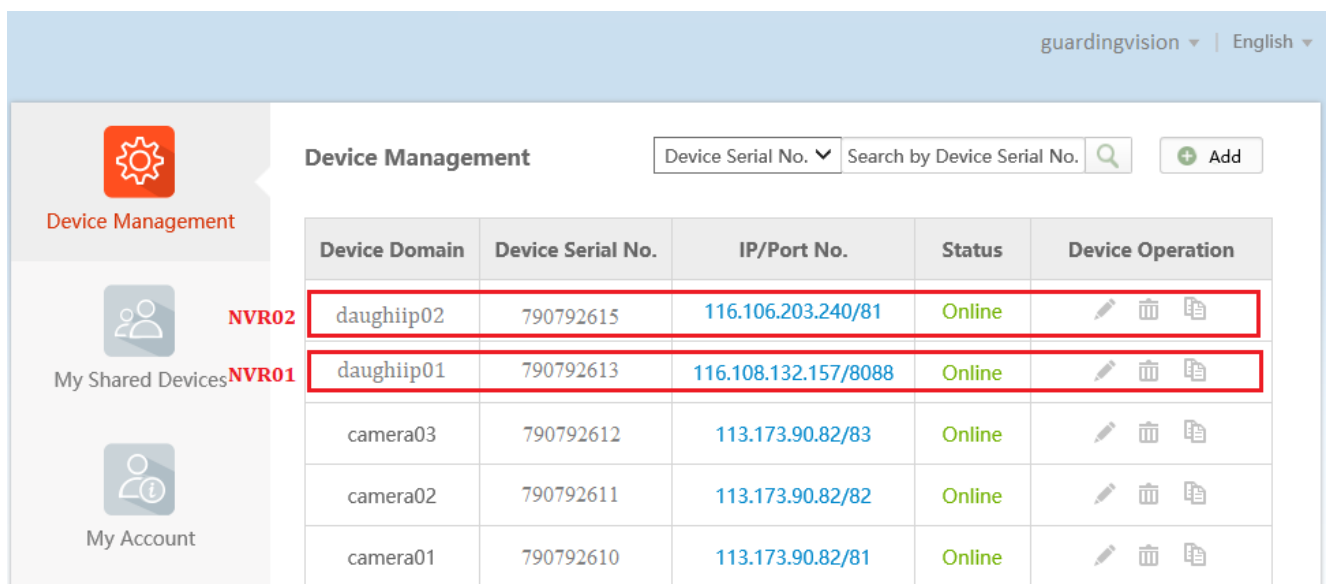 guardingvision | English
Device Management
Device Management
Device Serial No. Search by Device Serial No. Add
Device Domain Device Serial No. IP/Port No. Status Device Operation
NVR02 daughiip02 790792615 116.106.203.240/81 Online
My Shared Devices
NVR01 daughiip01 790792613 116.108.132.157/8088 Online
camera03 790792612 113.173.90.82/83 Online
camera02 790792611 113.173.90.82/82 Online
My Account
camera01 790792610 113.173.90.82/81 Online